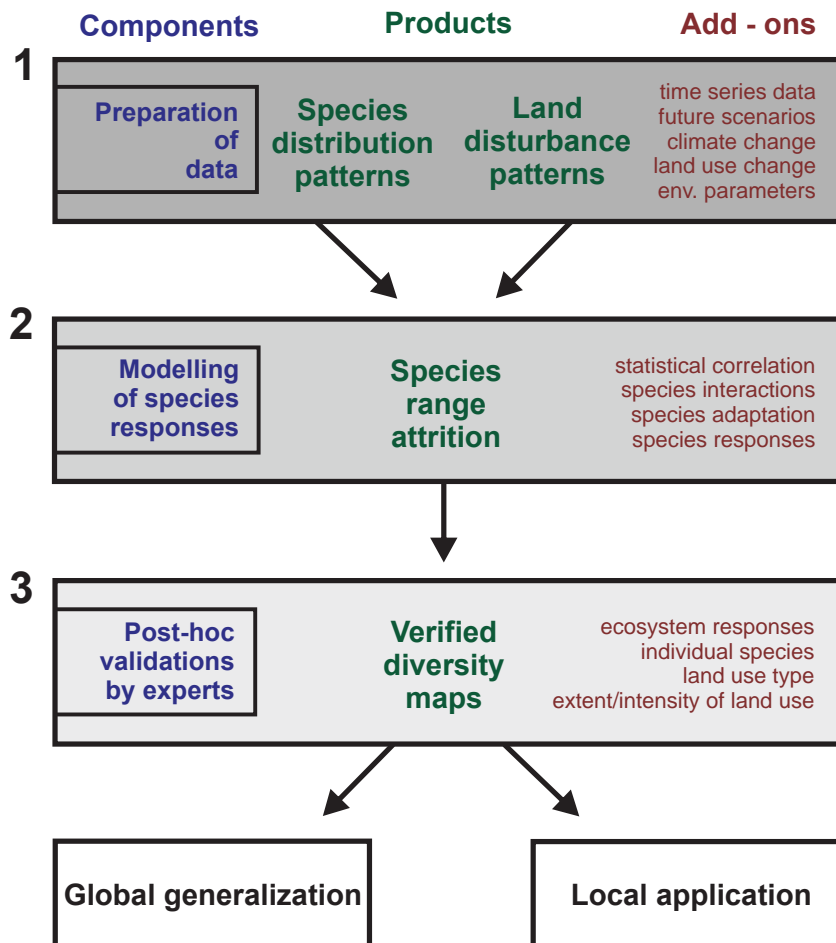 Components
Products
Add - ons
1
Preparation
of
data
Species
distribution
patterns
Land
disturbance
patterns
time series data
future scenarios
climate change
land use change
env. parameters
2
Modelling
of species
responses
Species
range
attrition
statistical correlation
species interactions
species adaptation
species responses
3
Post-hoc
validations
by experts
Verified
diversity
maps
ecosystem responses
individual species
land use type
extent/intensity of land use
Global generalization
Local application